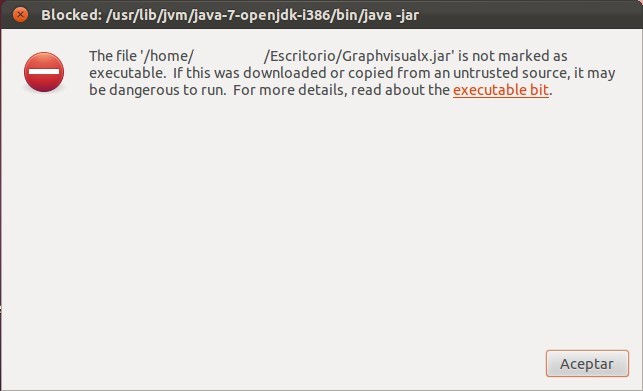 Blocked: /usr/lib/jvm/java-7-openjdk-i386/bin/java -jar
The file '/home/ /Escritorio/Graphvisualx.jar' is not marked as
executable. If this was downloaded or copied from an untrusted source, it may
be dangerous to run. For more details, read about the executable bit.
Aceptar